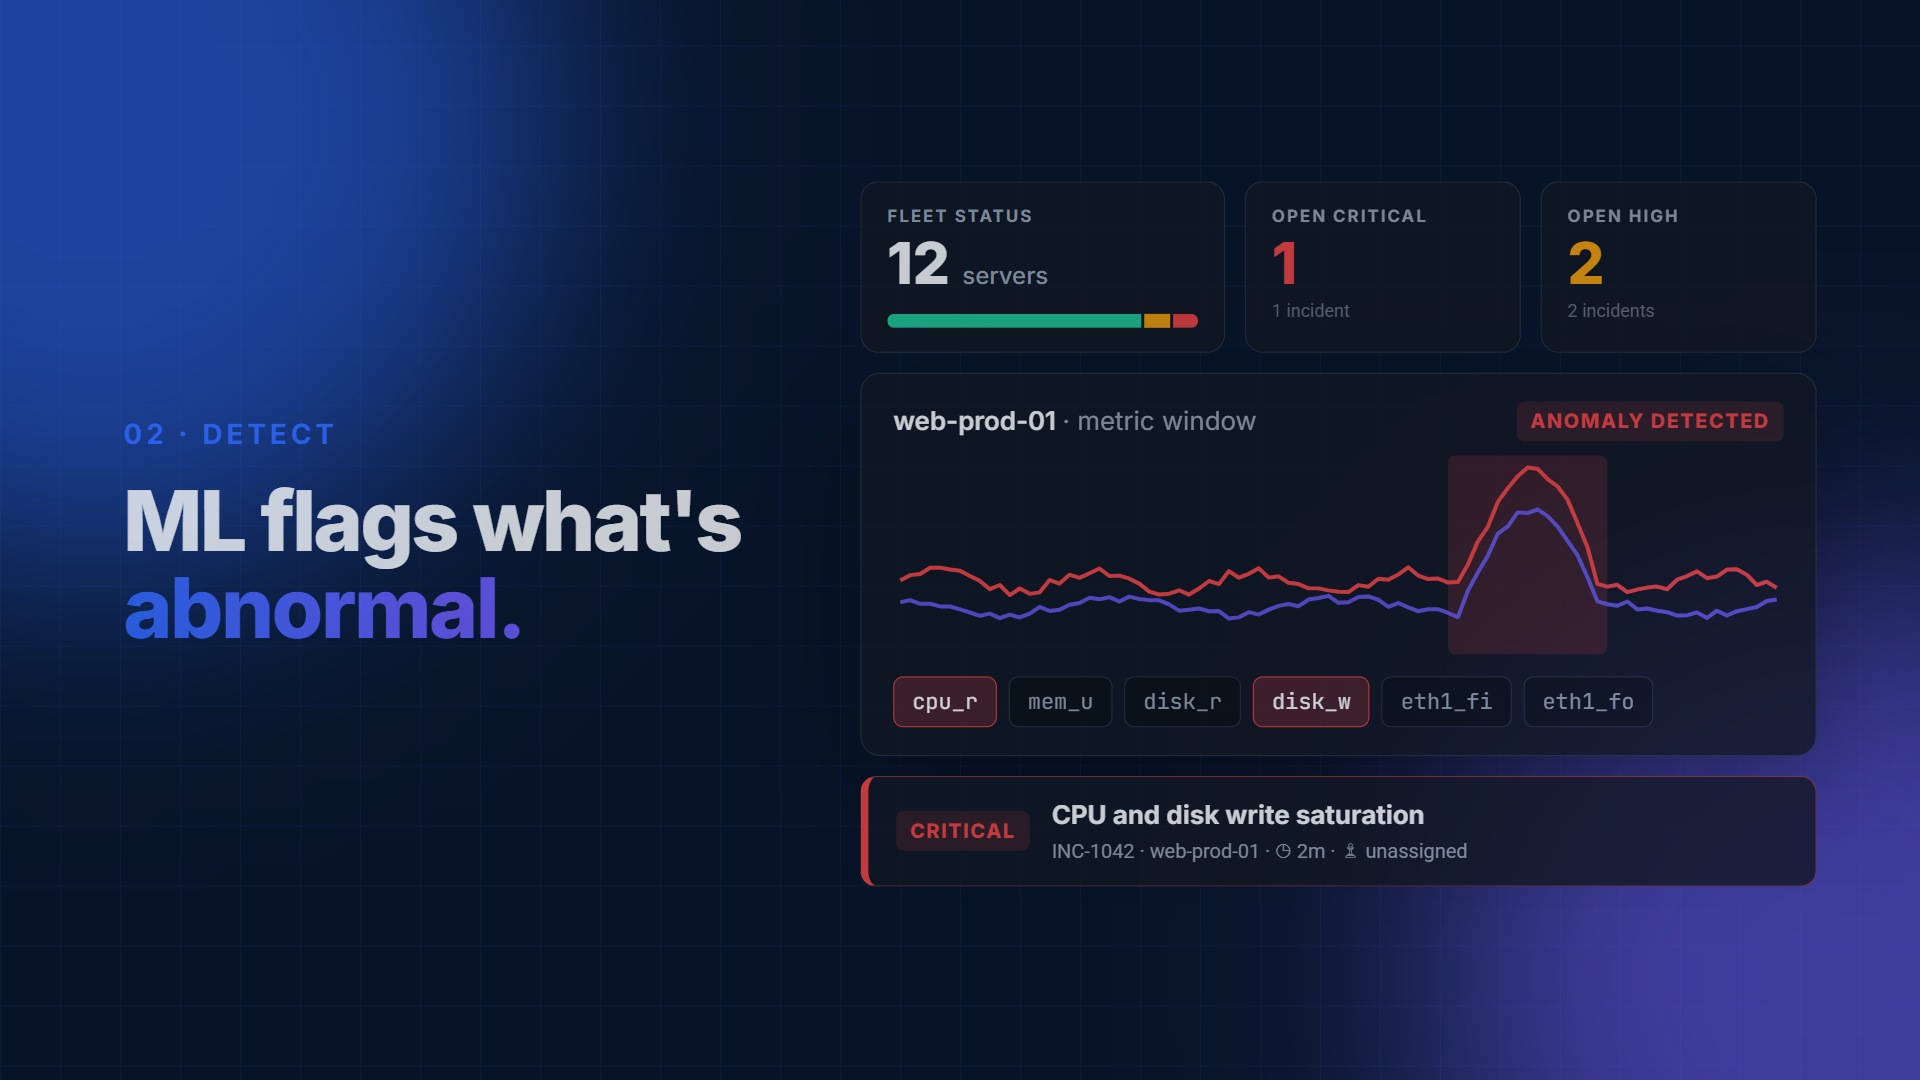 02 · DETECT
ML flags what's
abnormal.
FLEET STATUS
12 servers
OPEN CRITICAL
1
1 incident
OPEN HIGH
2
2 incidents
web-prod-01 · metric window
ANOMALY DETECTED
cpu_r
mem_u
disk_r
disk_w
eth1_fi
eth1_fo
CRITICAL
CPU and disk write saturation
INC-1042 · web-prod-01 · 2m · unassigned